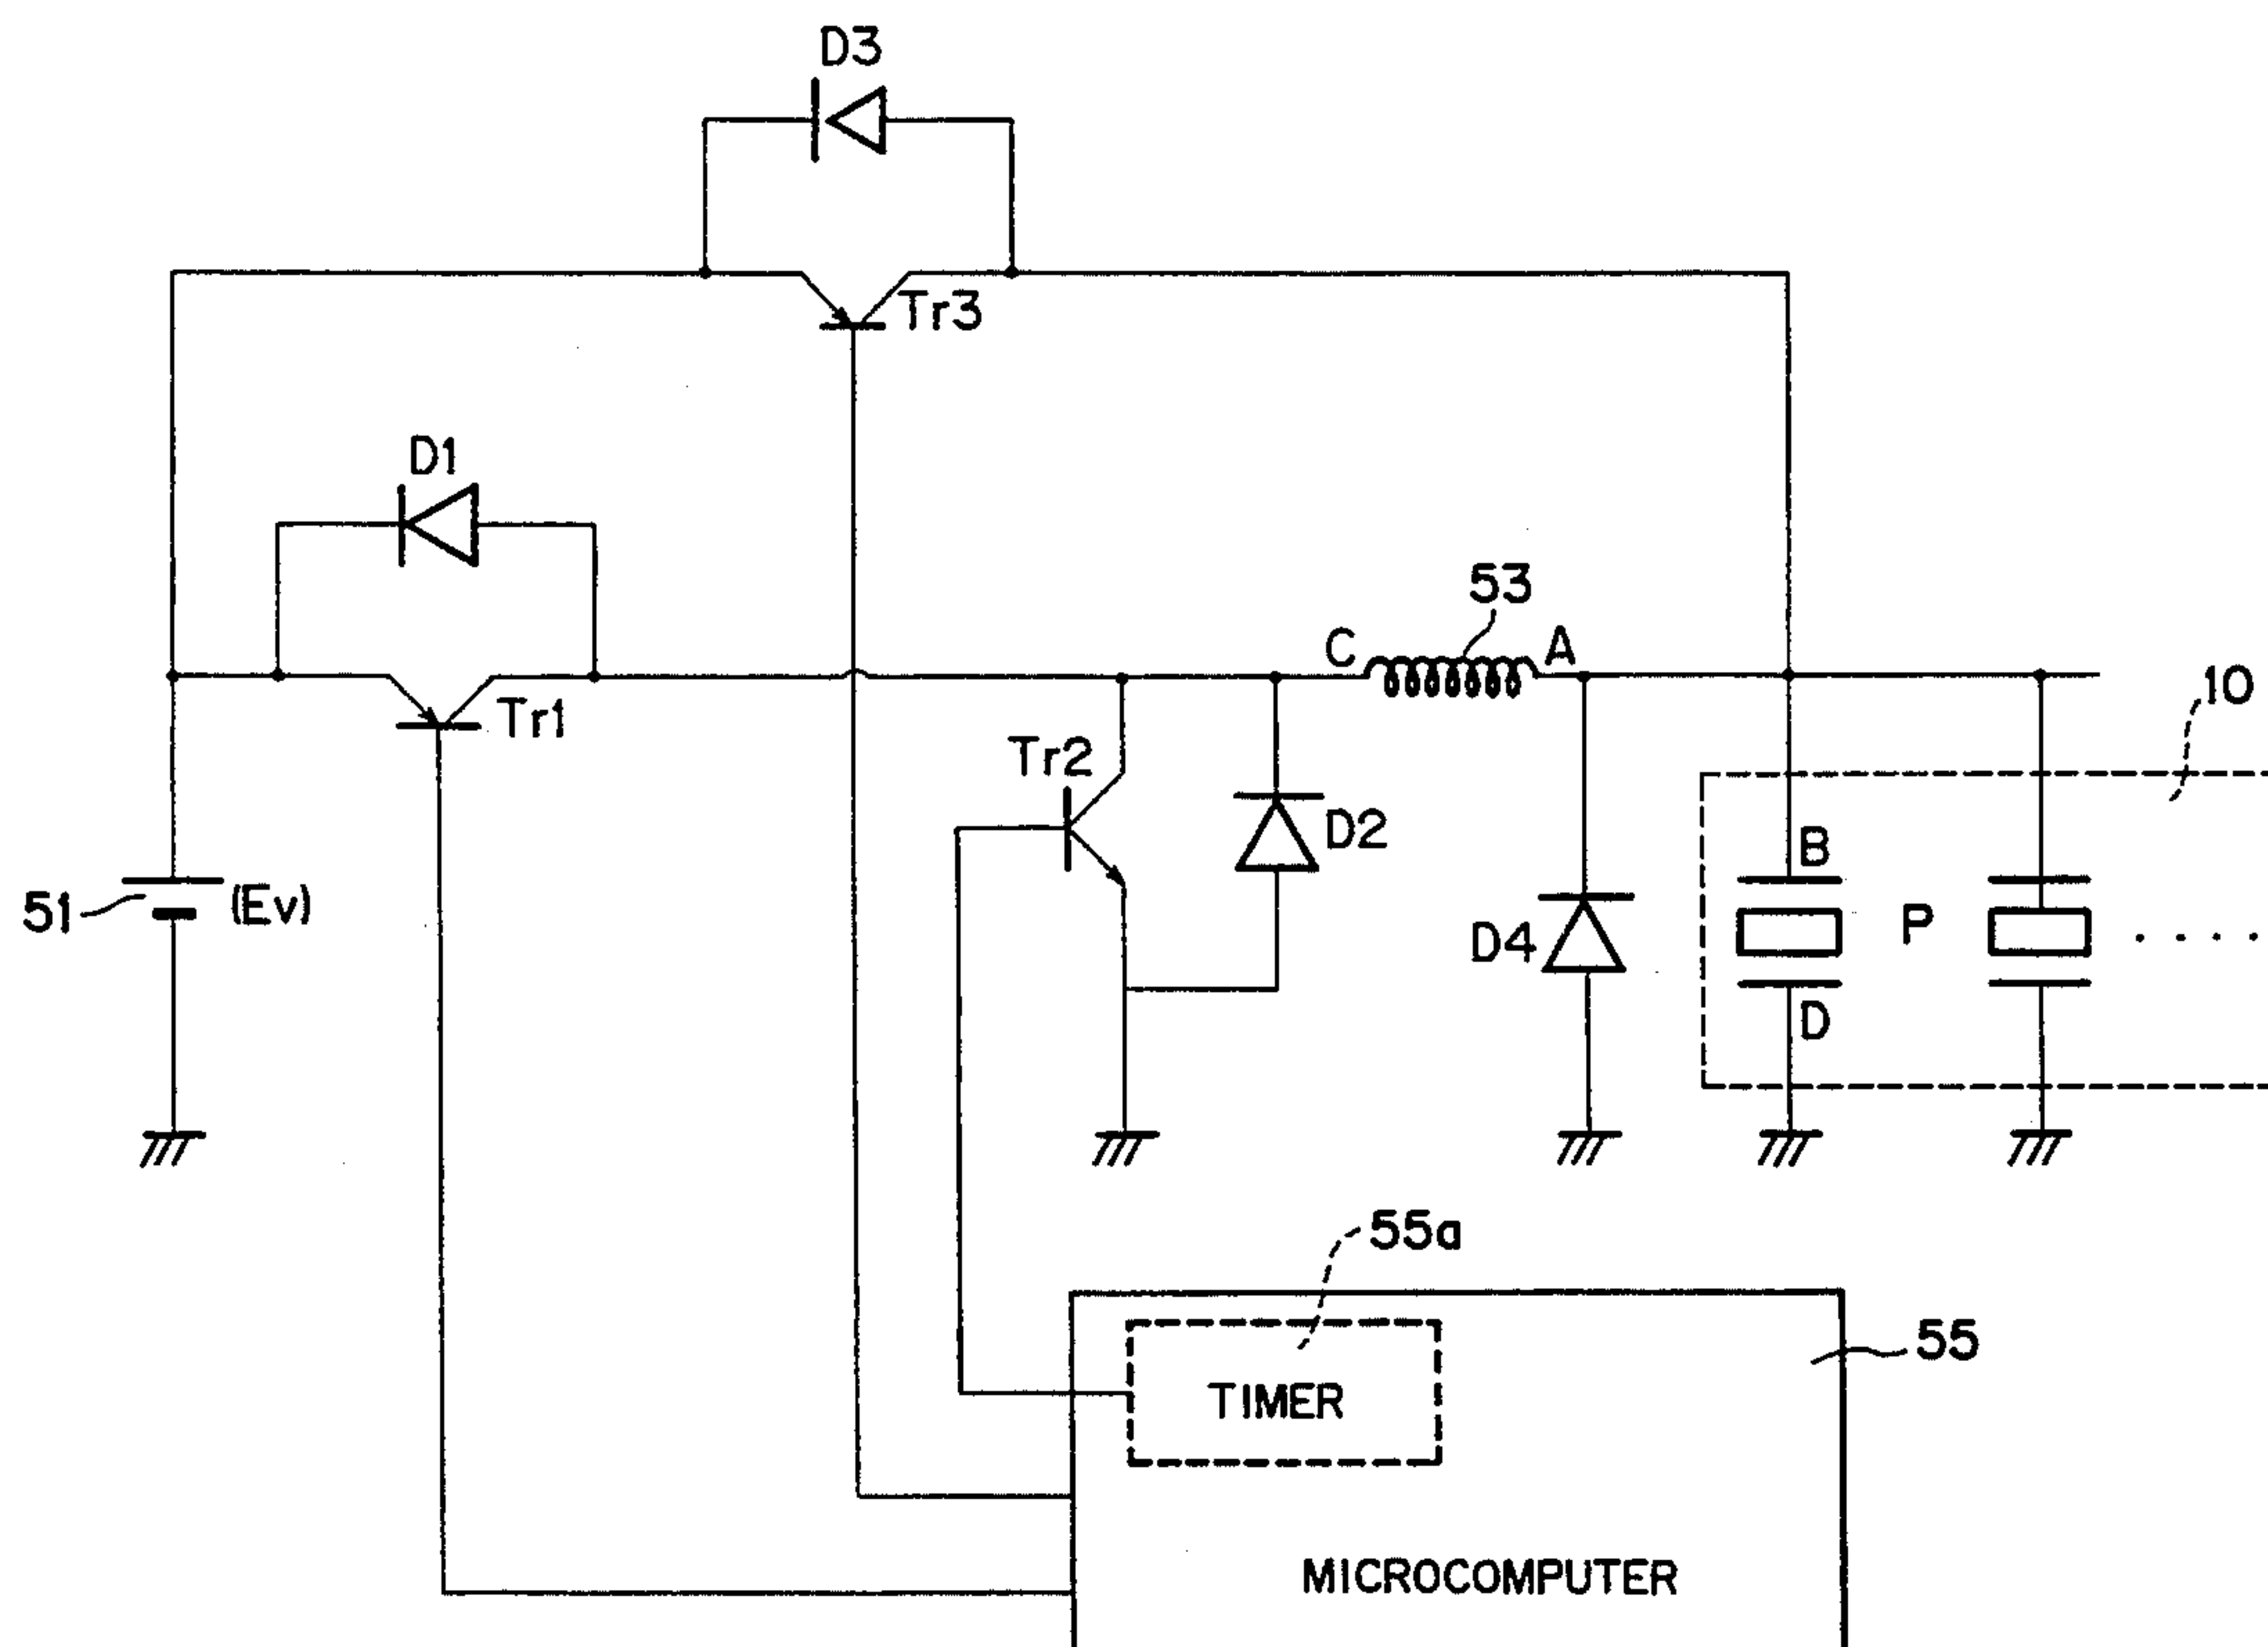 D3
Tr3
D1
53
C
A
10
Tr1
Tr2
B
D2
51
(Ev)
D4
P
D
55a
55
TIMER
MICROCOMPUTER